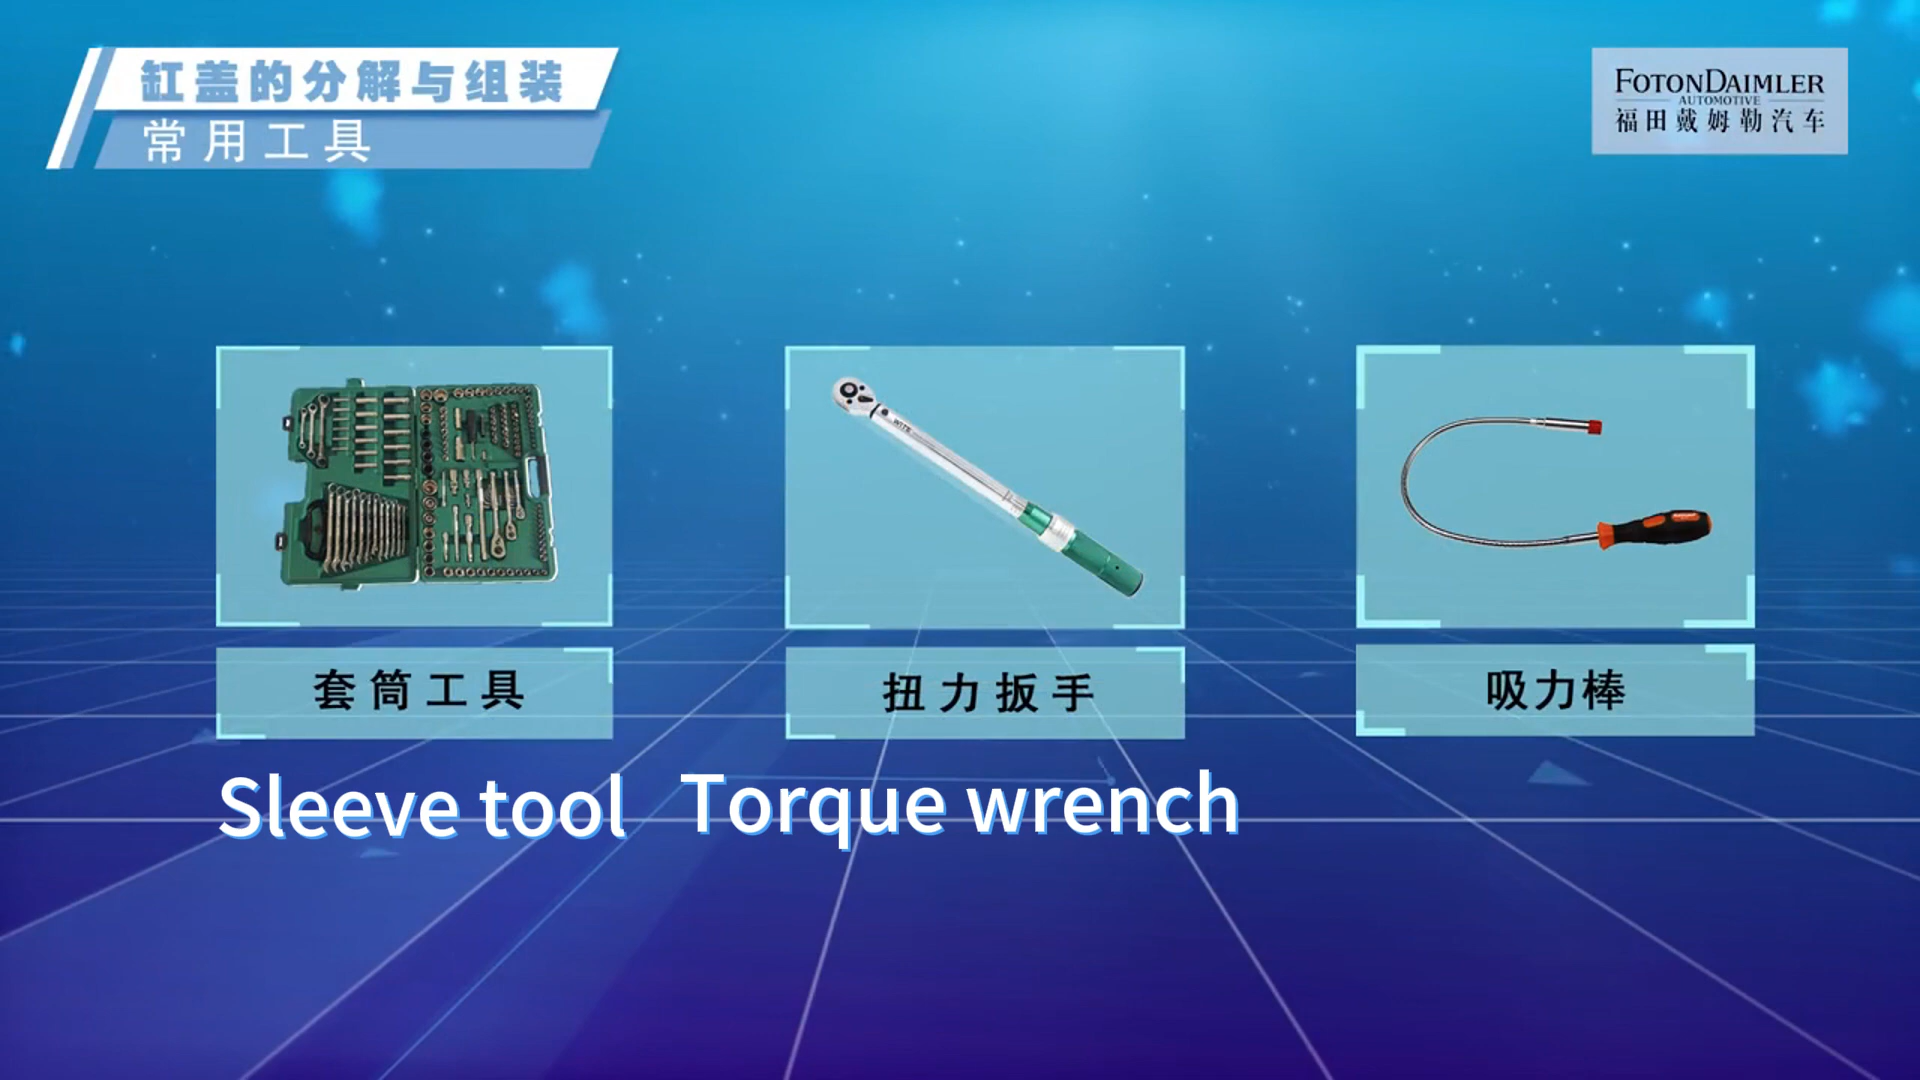 缸盖的分解与组装
常用工具
FOTONDAIMLER
AUTOMOTIVE
福田戴姆勒汽车
套筒工具
扭力扳手
吸力棒
Sleeve tool
Torque wrench